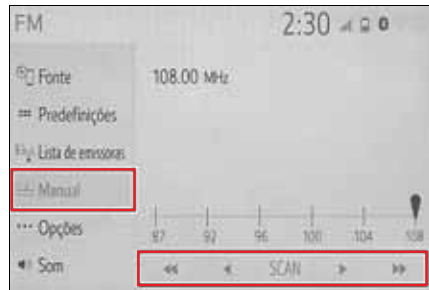 FM 2:30
Fonte 108.00 MHz
Predefinições
Lista de emissoras
Manual
Opções
87 92 96 100 104 108
Som SCAN